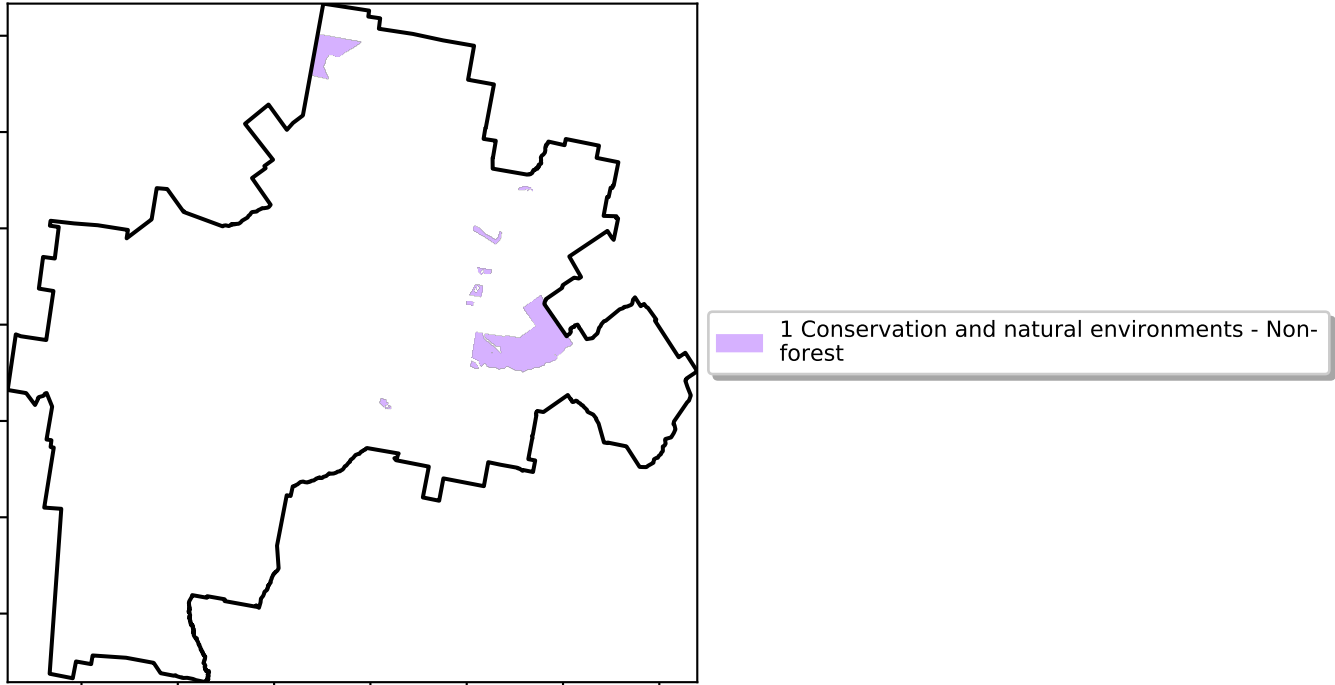 1 Conservation and natural environments - Non-
forest